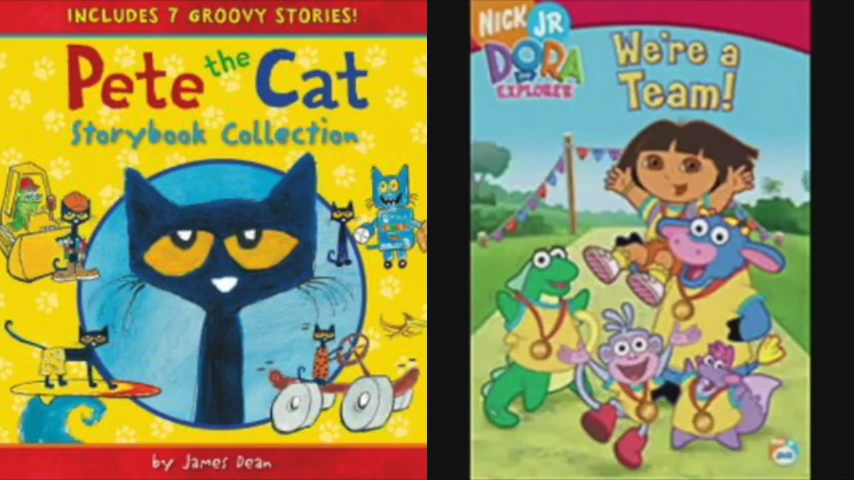 INCLUDES 7 GROOVY STORIES!
Pete the Cat
Storybook Collection
by James Dean
NICK JR
DORA
the
EXPLORER
We're a
Team!